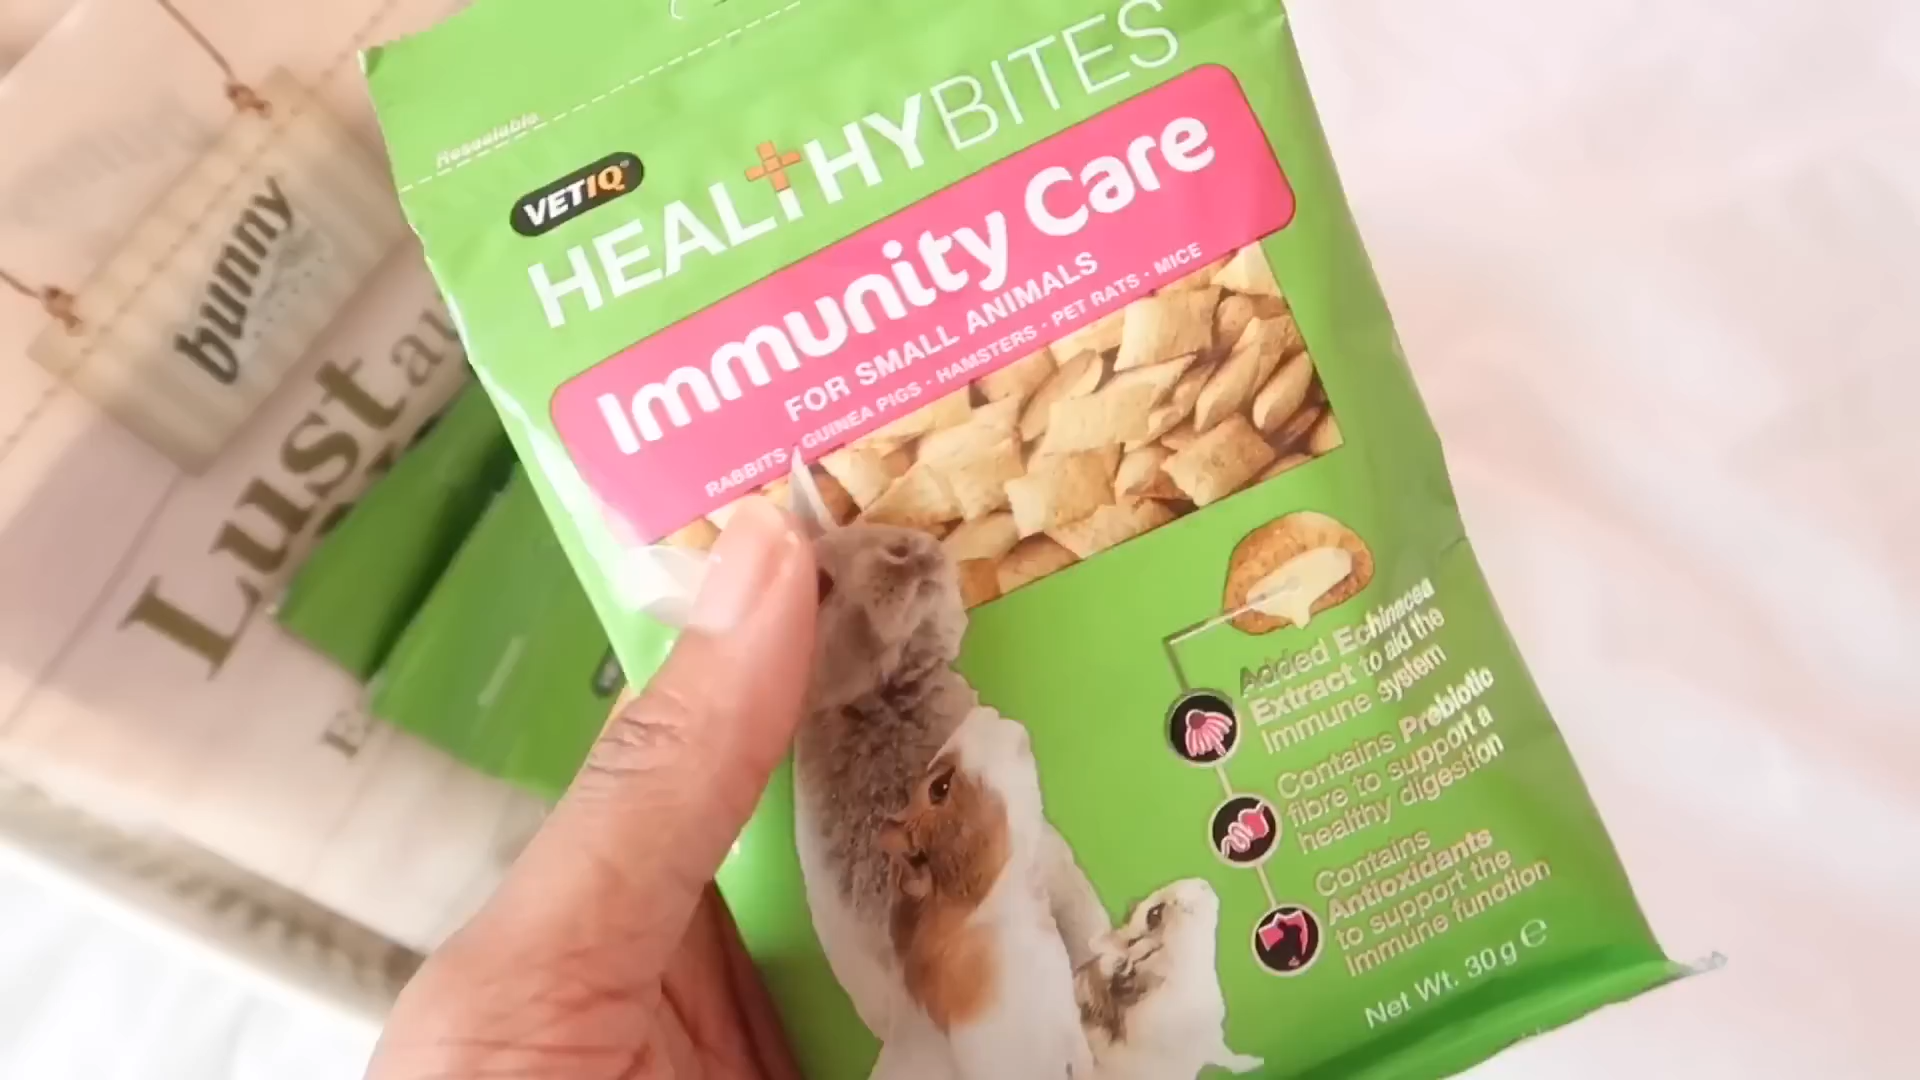 Resealable
VETIQ
HEALTHYBITES
Immunity Care
FOR SMALL ANIMALS
RABBITS · GUINEA PIGS · HAMSTERS · PET RATS · MICE
Added Echinacea
Extract to aid the
immune system
Contains Prebiotic
fibre to support a
healthy digestion
Contains
Antioxidants
to support the
immune function
Net Wt. 30g ℮
bunny
Lust au